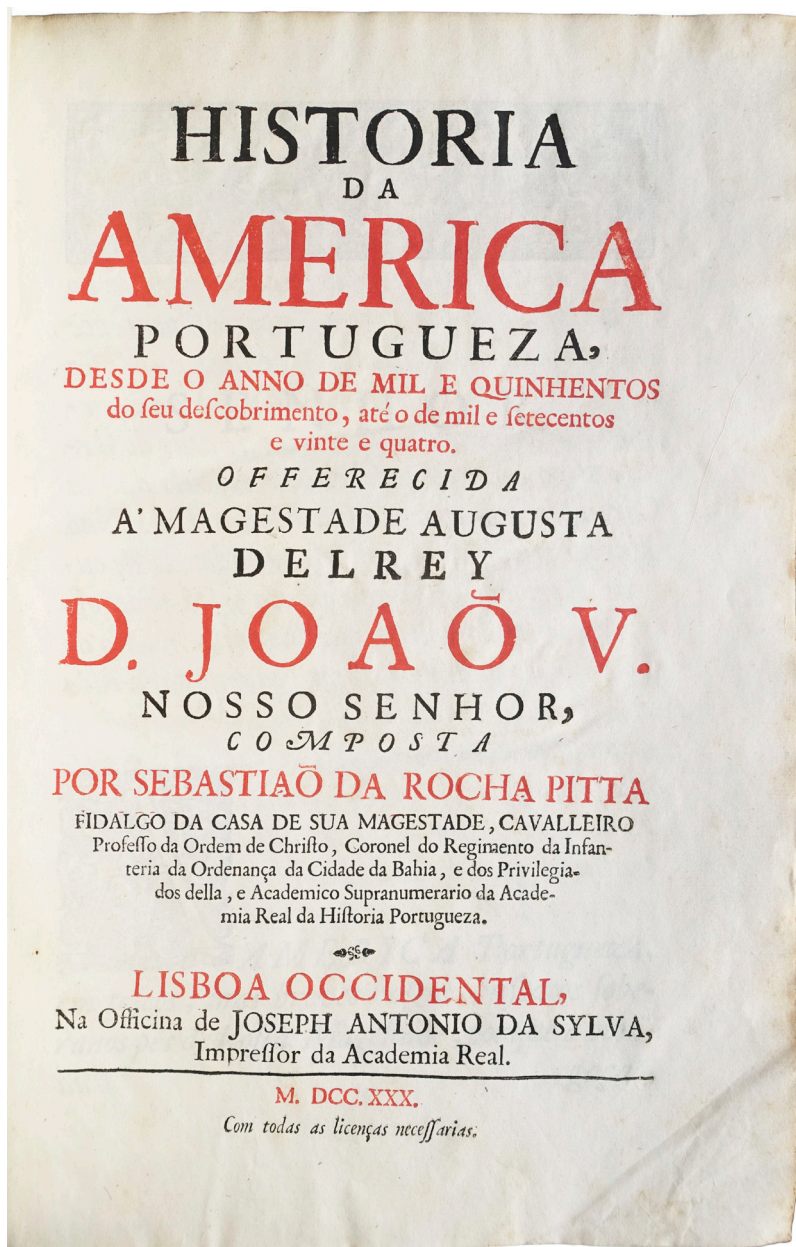 HISTORIA
DA
AMERICA
PORTUGUEZA,
DESDE O ANNO DE MIL E QUINHENTOS
do ſeu deſcobrimento, até o de mil e ſetecentos
e vinte e quatro.
OFFERECIDA
A' MAGESTADE AUGUSTA
DELREY
D. JOAÕ V.
NOSSO SENHOR,
COMPOSTA
POR SEBASTIAÕ DA ROCHA PITTA
FIDALGO DA CASA DE SUA MAGESTADE, CAVALLEIRO
Profeſſo da Ordem de Chriſto, Coronel do Regimento da Infan-
teria da Ordenança da Cidade da Bahia, e dos Privilegia-
dos della, e Academico Supranumerario da Acade-
mia Real da Hiſtoria Portugueza.
LISBOA OCCIDENTAL,
Na Officina de JOSEPH ANTONIO DA SYLVA,
Impreſſor da Academia Real.
M. DCC. XXX.
Com todas as licenças neceſſarias.